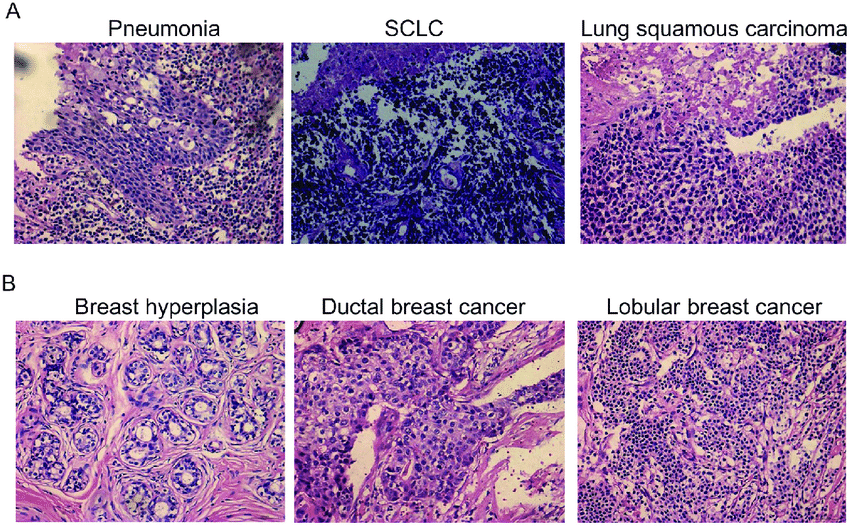 A
Pneumonia SCLC Lung squamous carcinoma
B
Breast hyperplasia Ductal breast cancer Lobular breast cancer